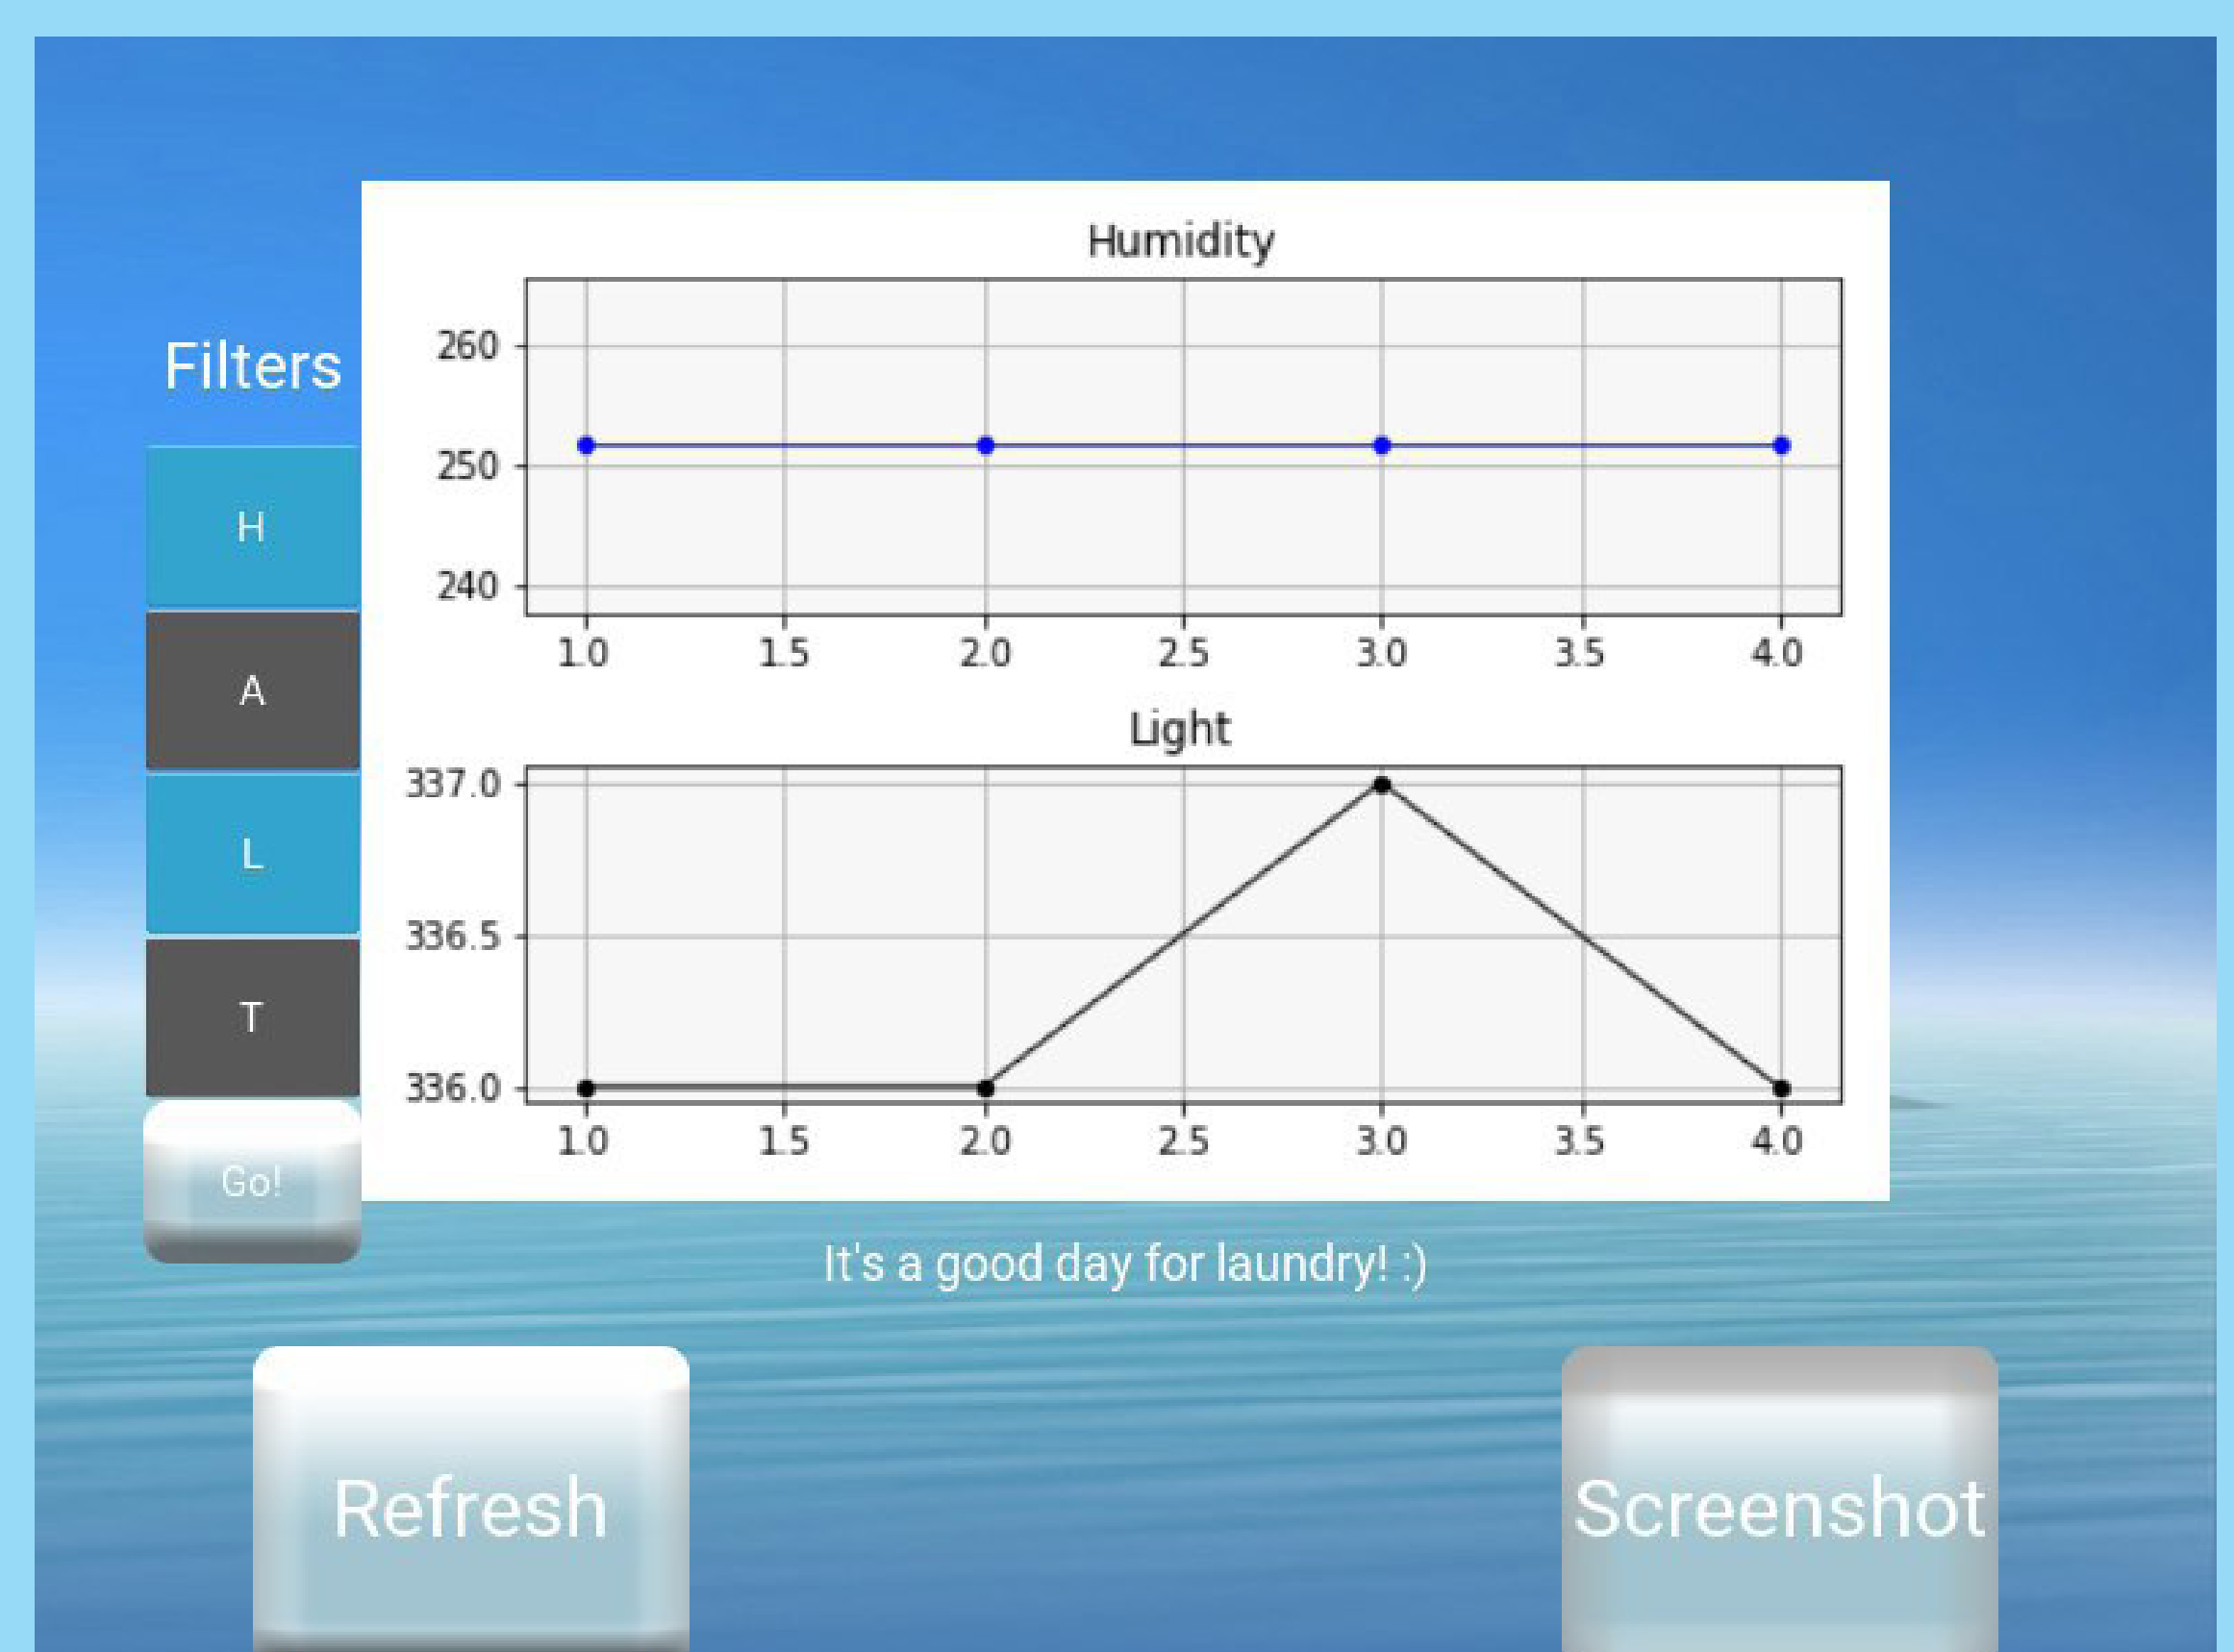 Humidity
260
250
240
1.0 1.5 2.0 2.5 3.0 3.5 4.0
Filters
H
A
L
T
Go!
Light
337.0
336.5
336.0
1.0 1.5 2.0 2.5 3.0 3.5 4.0
It's a good day for laundry! :)
Refresh
Screenshot